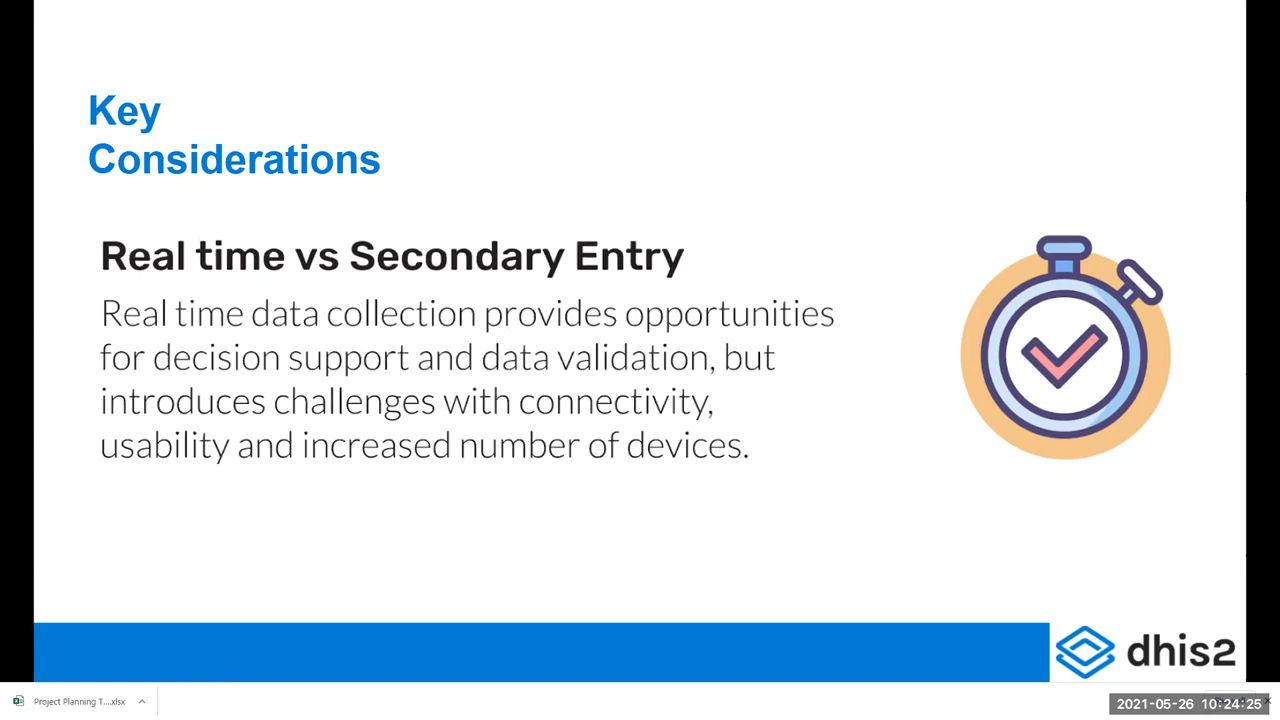 Key
Considerations
Real time vs Secondary Entry
Real time data collection provides opportunities
for decision support and data validation, but
introduces challenges with connectivity,
usability and increased number of devices.
dhis2
Project Planning T....xlsx
2021-05-26 10:24:25